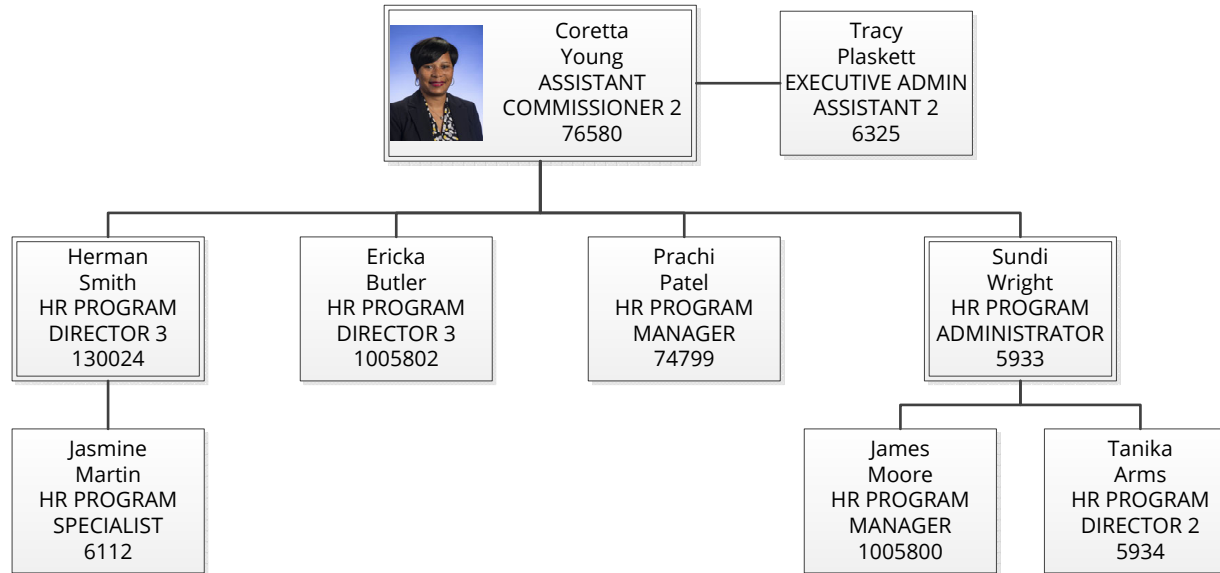 Coretta
Young
ASSISTANT
COMMISSIONER 2
76580
Tracy
Plaskett
EXECUTIVE ADMIN
ASSISTANT 2
6325
Herman
Smith
HR PROGRAM
DIRECTOR 3
130024
Ericka
Butler
HR PROGRAM
DIRECTOR 3
1005802
Prachi
Patel
HR PROGRAM
MANAGER
74799
Sundi
Wright
HR PROGRAM
ADMINISTRATOR
5933
Jasmine
Martin
HR PROGRAM
SPECIALIST
6112
James
Moore
HR PROGRAM
MANAGER
1005800
Tanika
Arms
HR PROGRAM
DIRECTOR 2
5934